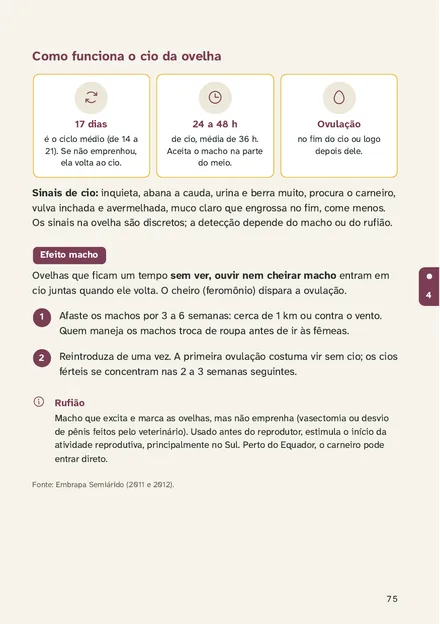 Como funciona o cio da ovelha
17 dias
é o ciclo médio (de 14 a
21). Se não emprenhou,
ela volta ao cio.
24 a 48 h
de cio, média de 36 h.
Aceita o macho na parte
do meio.
Ovulação
no fim do cio ou logo
depois dele.
Sinais de cio: inquieta, abana a cauda, urina e berra muito, procura o carneiro,
vulva inchada e avermelhada, muco claro que engrossa no fim, come menos.
Os sinais na ovelha são discretos; a detecção depende do macho ou do rufião.
Efeito macho
Ovelhas que ficam um tempo sem ver, ouvir nem cheirar macho entram em
cio juntas quando ele volta. O cheiro (feromônio) dispara a ovulação.
1 Afaste os machos por 3 a 6 semanas: cerca de 1 km ou contra o vento.
Quem maneja os machos troca de roupa antes de ir às fêmeas.
2 Reintroduza de uma vez. A primeira ovulação costuma vir sem cio; os cios
férteis se concentram nas 2 a 3 semanas seguintes.
Rufião
Macho que excita e marca as ovelhas, mas não emprenha (vasectomia ou desvio
de pênis feitos pelo veterinário). Usado antes do reprodutor, estimula o início da
atividade reprodutiva, principalmente no Sul. Perto do Equador, o carneiro pode
entrar direto.
Fonte: Embrapa Semiárido (2011 e 2012).
4
75